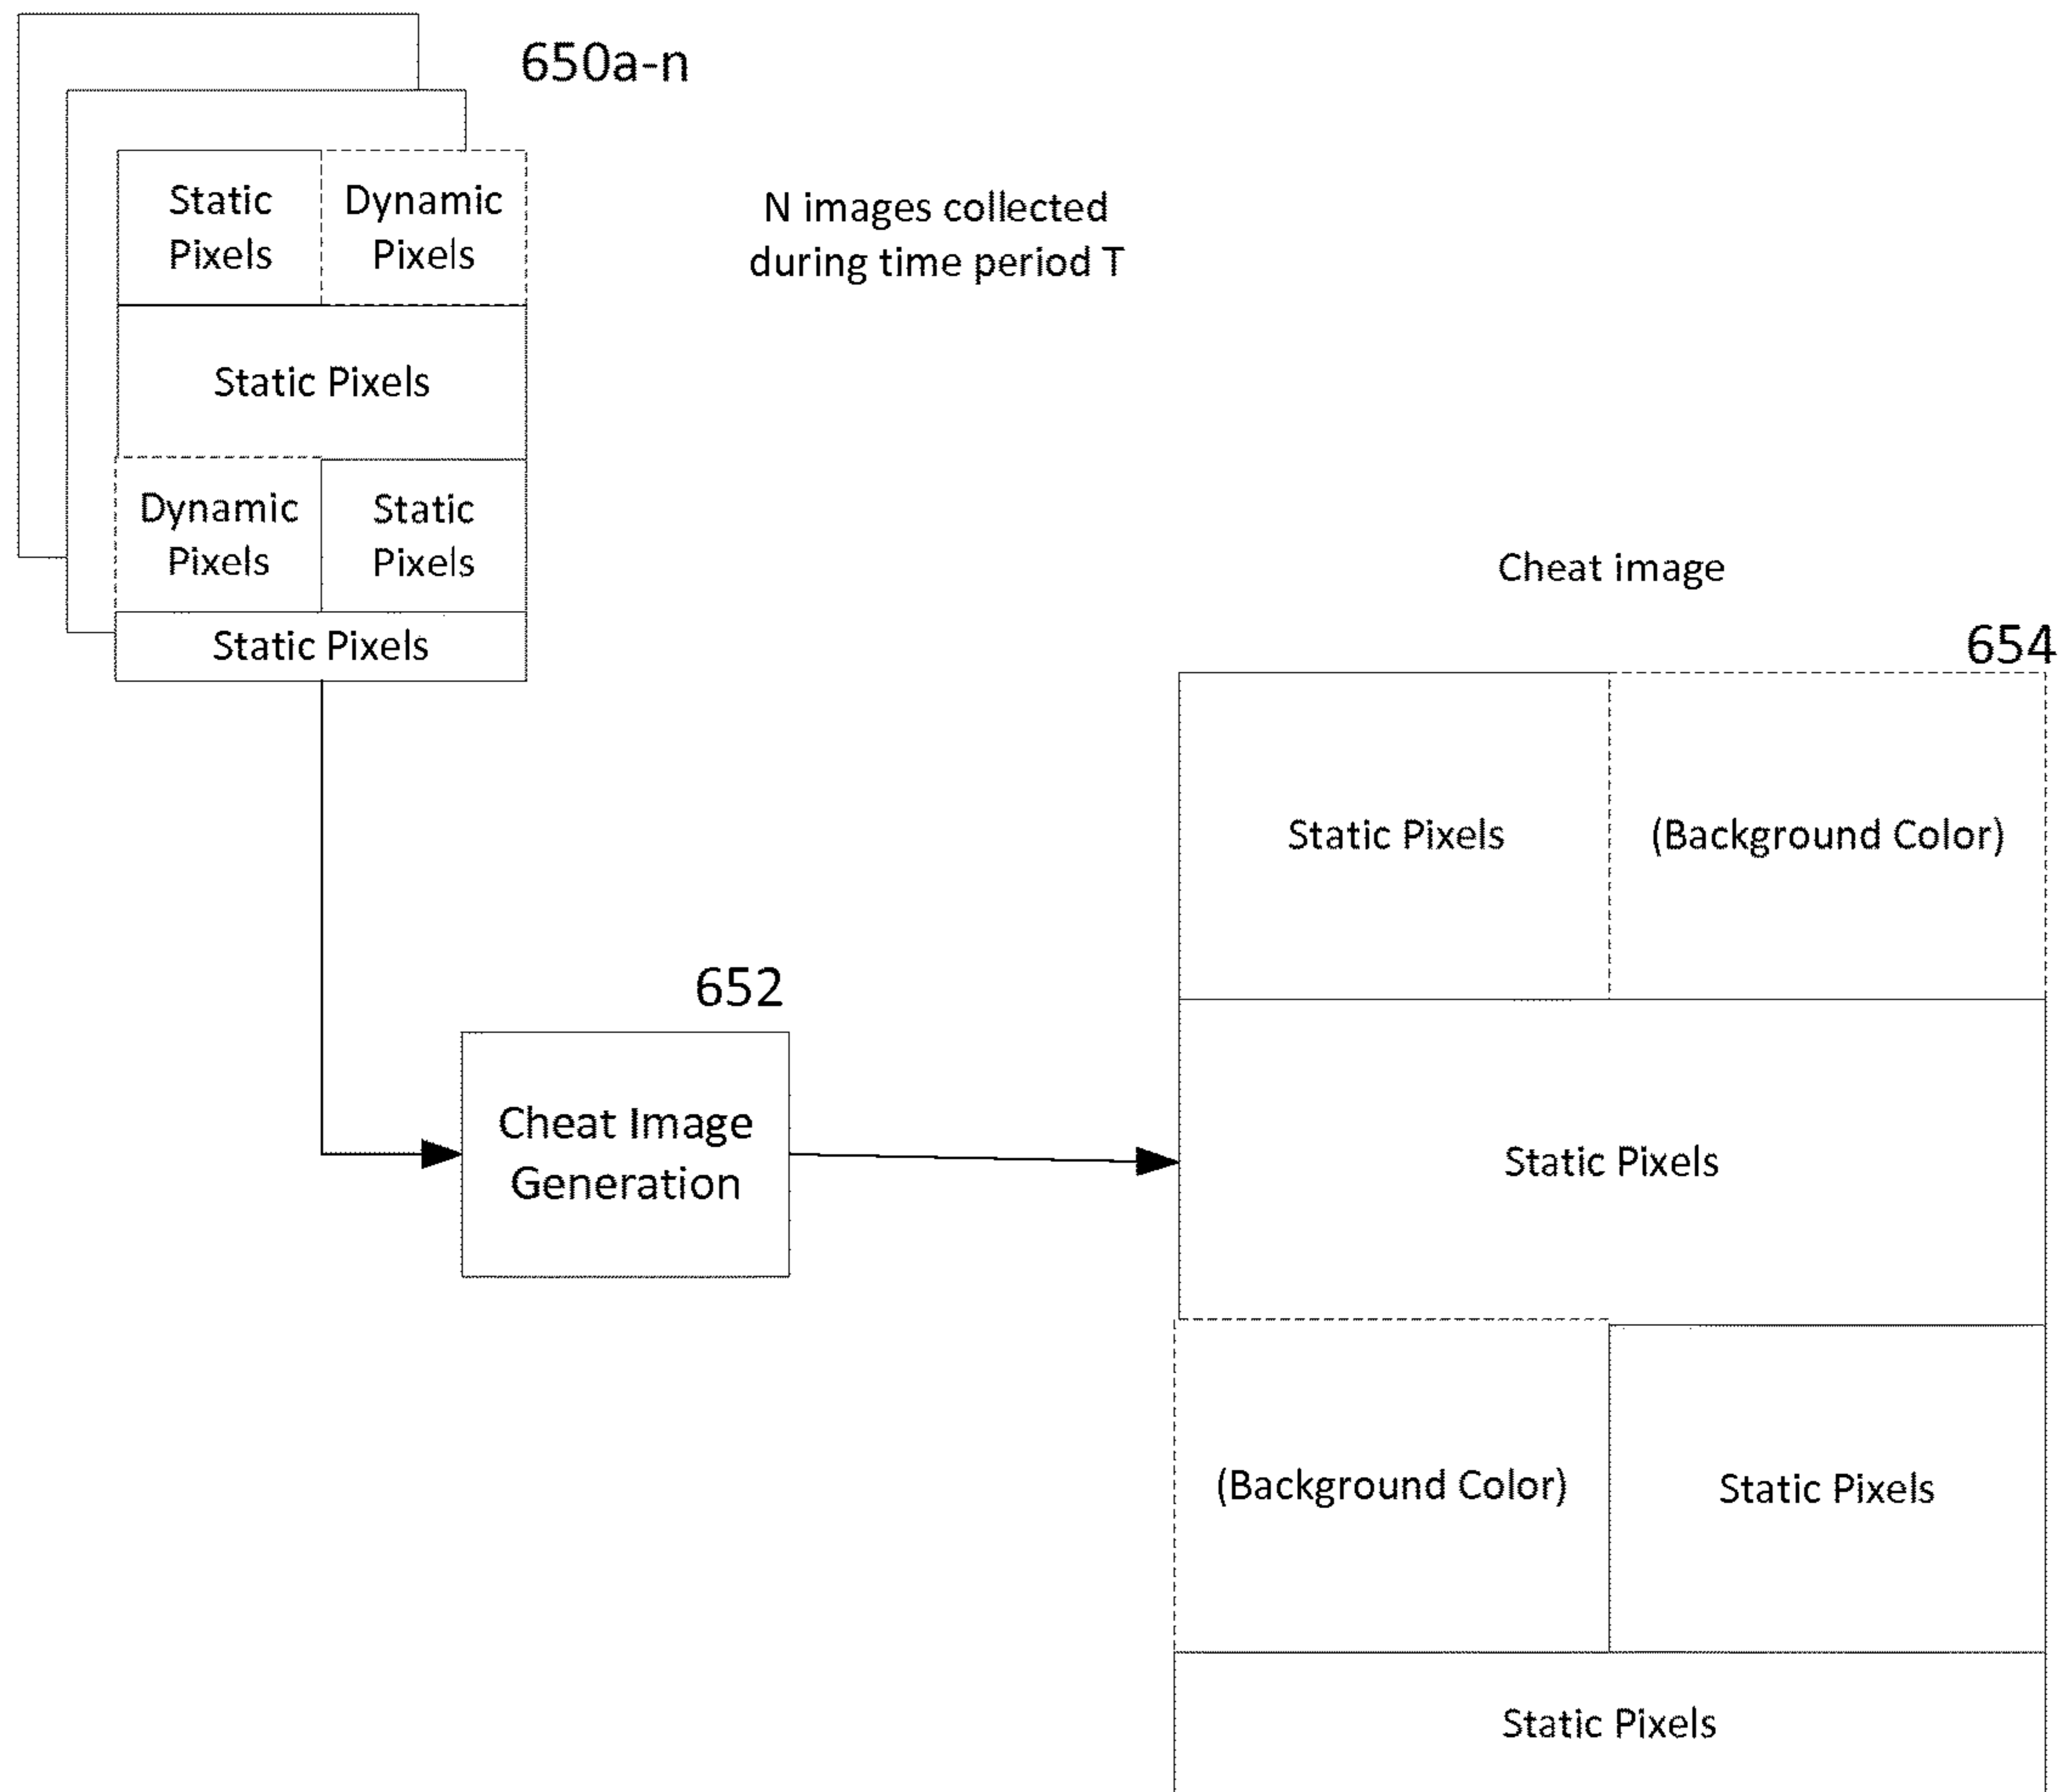 650a-n
Static
Pixels
Dynamic
Pixels
N images collected
during time period T
Static Pixels
Dynamic
Pixels
Static
Pixels
Static Pixels
Cheat image
654
Static Pixels
(Background Color)
652
Cheat Image
Generation
Static Pixels
(Background Color)
Static Pixels
Static Pixels